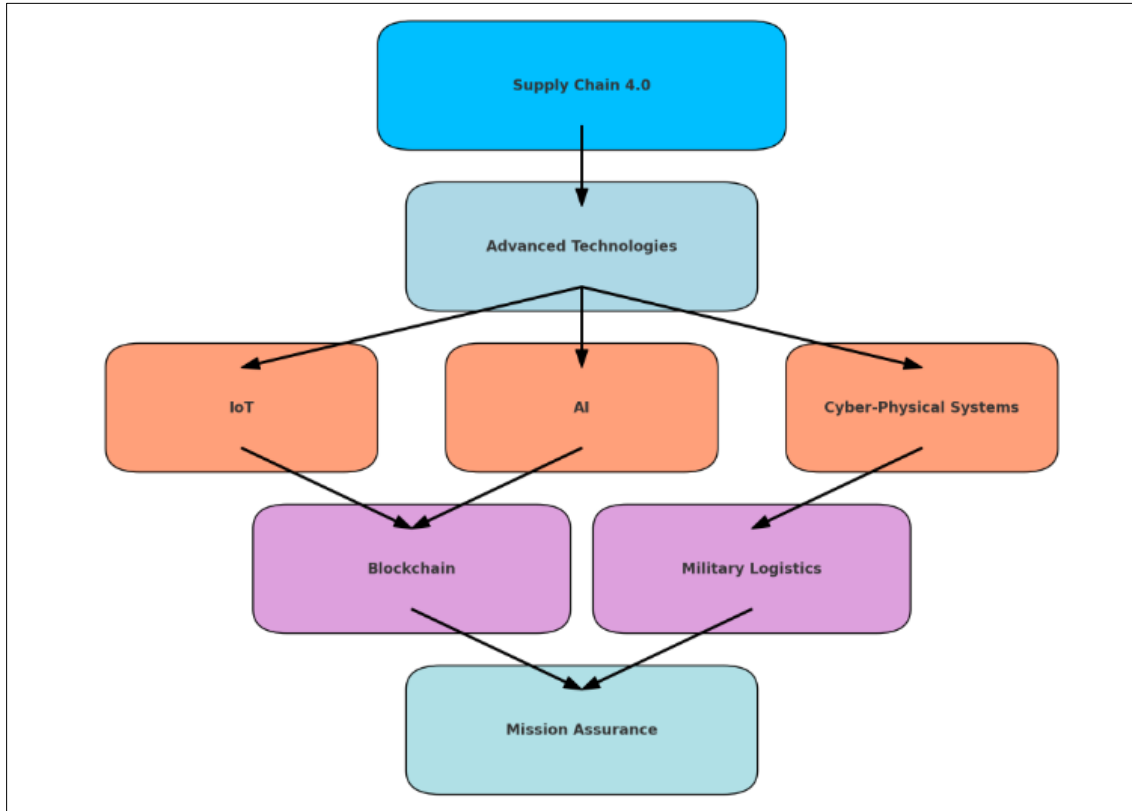 Supply Chain 4.0
Advanced Technologies
IoT
AI
Cyber-Physical Systems
Blockchain
Military Logistics
Mission Assurance